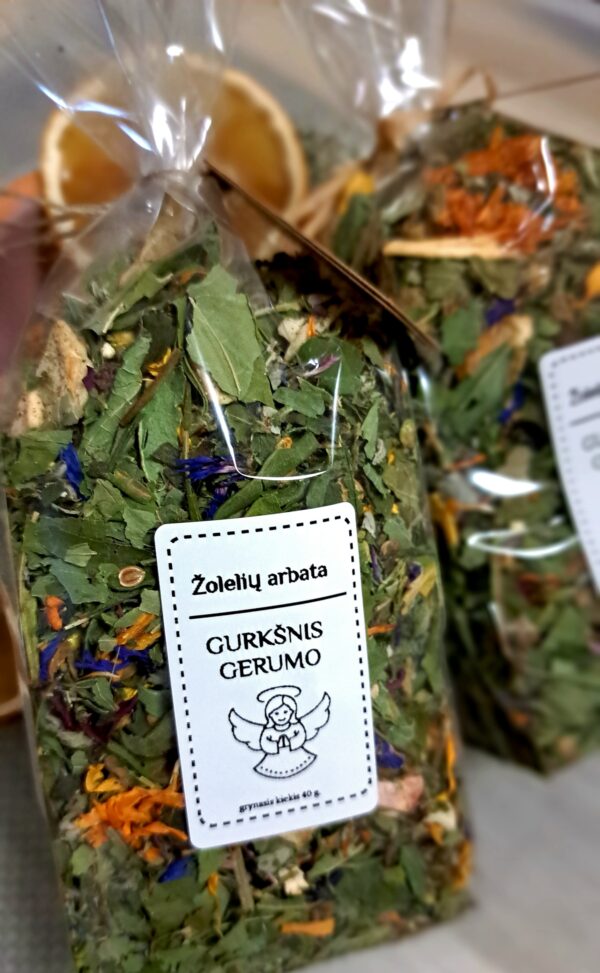 Žolelių arbata
GURKŠNIS
GERUMO
grynasis kiekis 40 g.